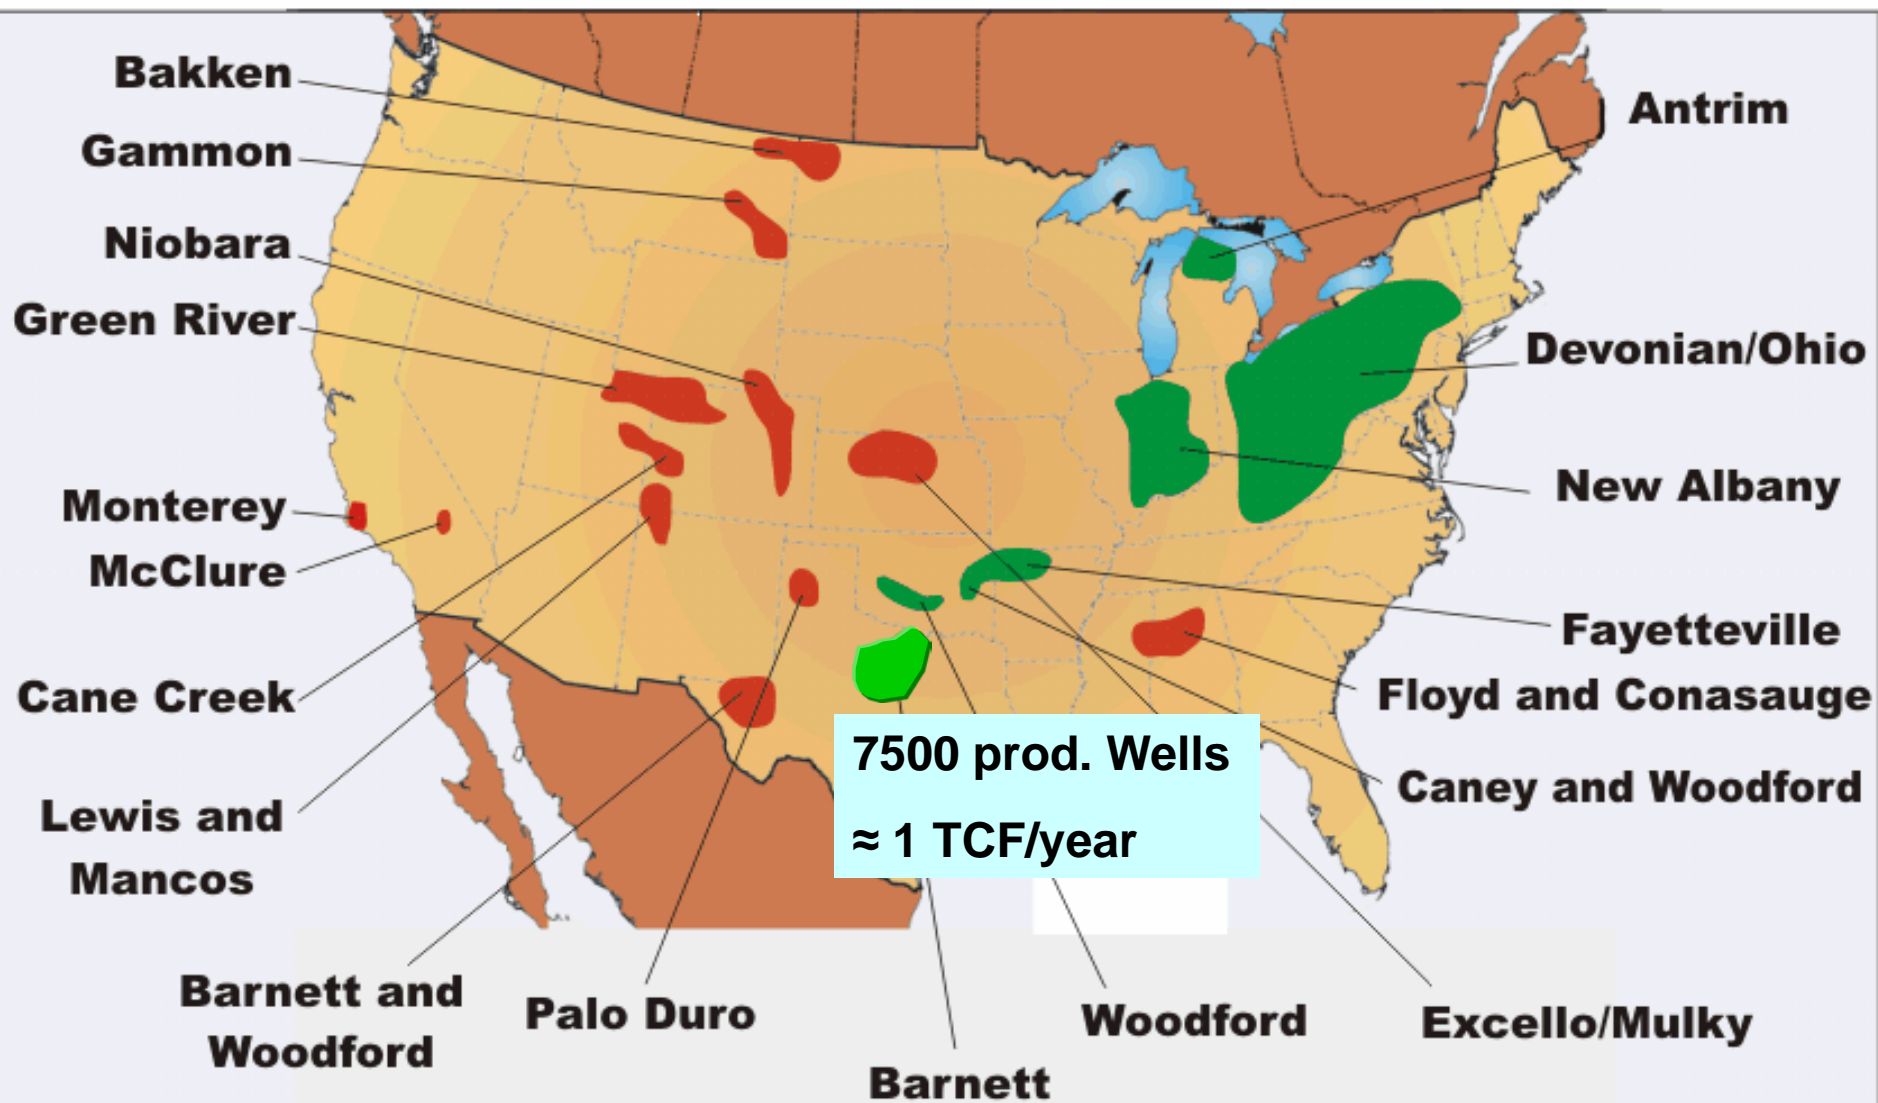 Bakken
Gammon
Niobara
Green River
Monterey
McClure
Cane Creek
Lewis and
Mancos
Barnett and
Woodford
Palo Duro
Barnett
Woodford
Excello/Mulky
7500 prod. Wells
≈ 1 TCF/year
Antrim
Devonian/Ohio
New Albany
Fayetteville
Floyd and Conasauge
Caney and Woodford